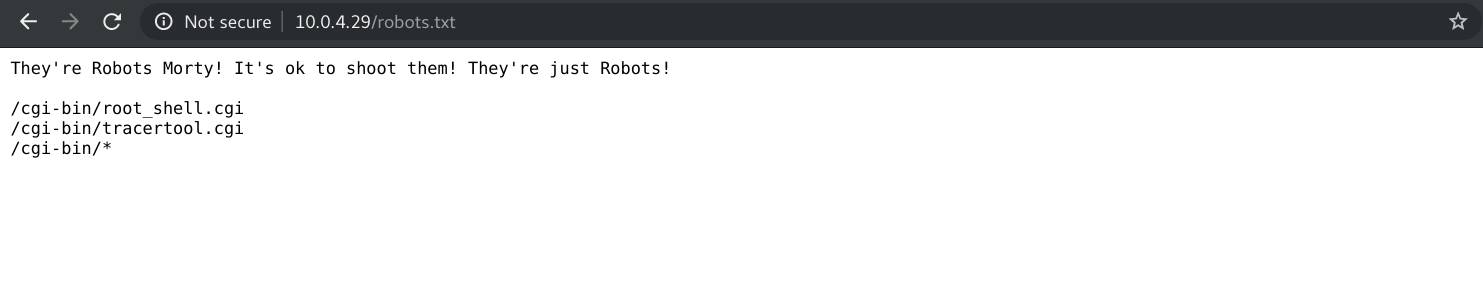 Not secure
10.0.4.29/robots.txt
They're Robots Morty! It's ok to shoot them! They're just Robots!
/cgi-bin/root_shell.cgi
/cgi-bin/tracertool.cgi
/cgi-bin/*